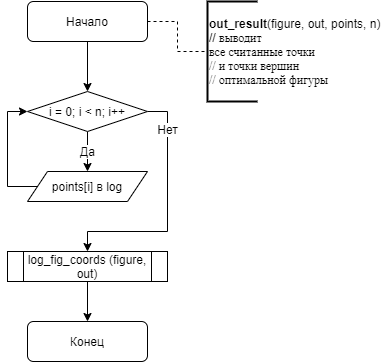 Начало
out_result(figure, out, points, n)
// выводит
все считанные точки
// и точки вершин
// оптимальной фигуры
i = 0; i < n; i++
Нет
Да
points[i] в log
log_fig_coords (figure,
out)
Конец